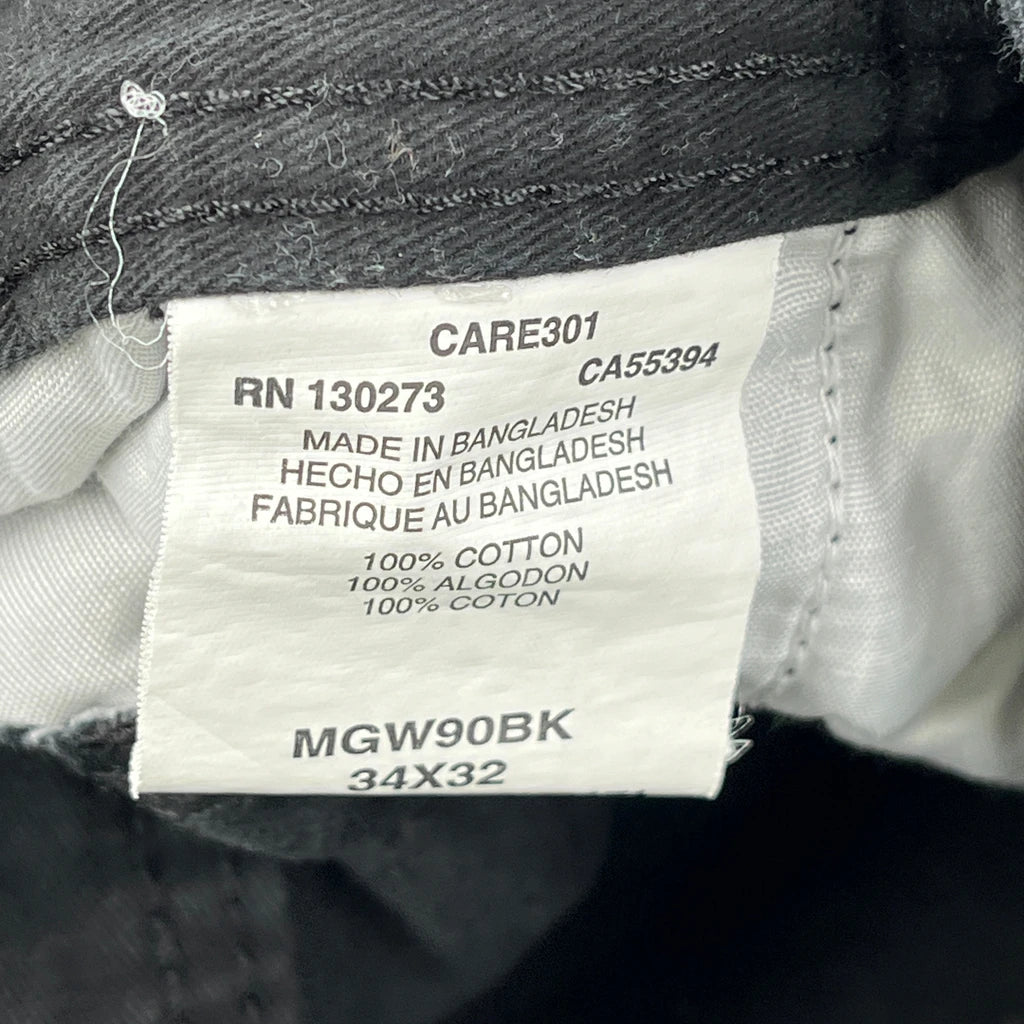 CARE301
RN 130273
CA55394
MADE IN BANGLADESH
HECHO EN BANGLADESH
FABRIQUE AU BANGLADESH
100% COTTON
100% ALGODON
100% COTON
MGW90BK
34X32